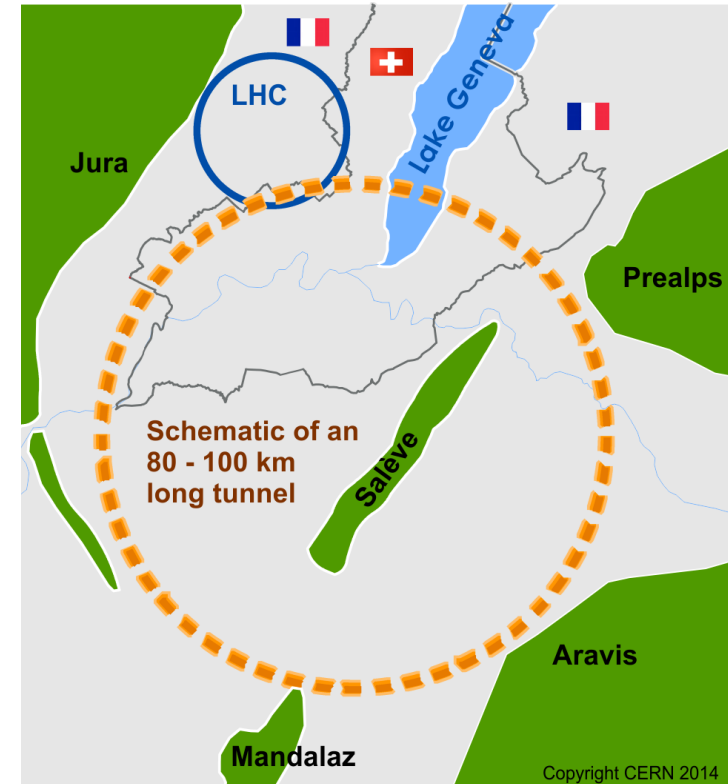 LHC
Lake Geneva
Jura
Prealps
Schematic of an
80 - 100 km
long tunnel
Salève
Aravis
Mandalaz
Copyright CERN 2014